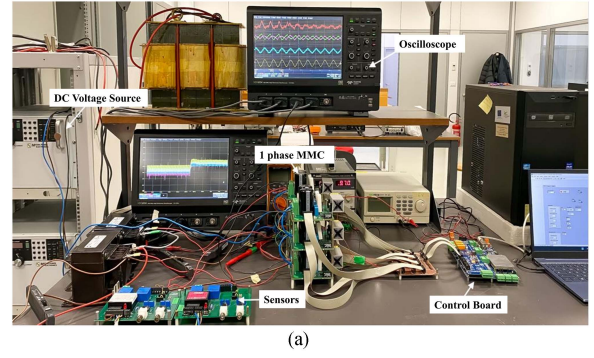 Oscilloscope
DC Voltage Source
1 phase MMC
Sensors
Control Board
(a)